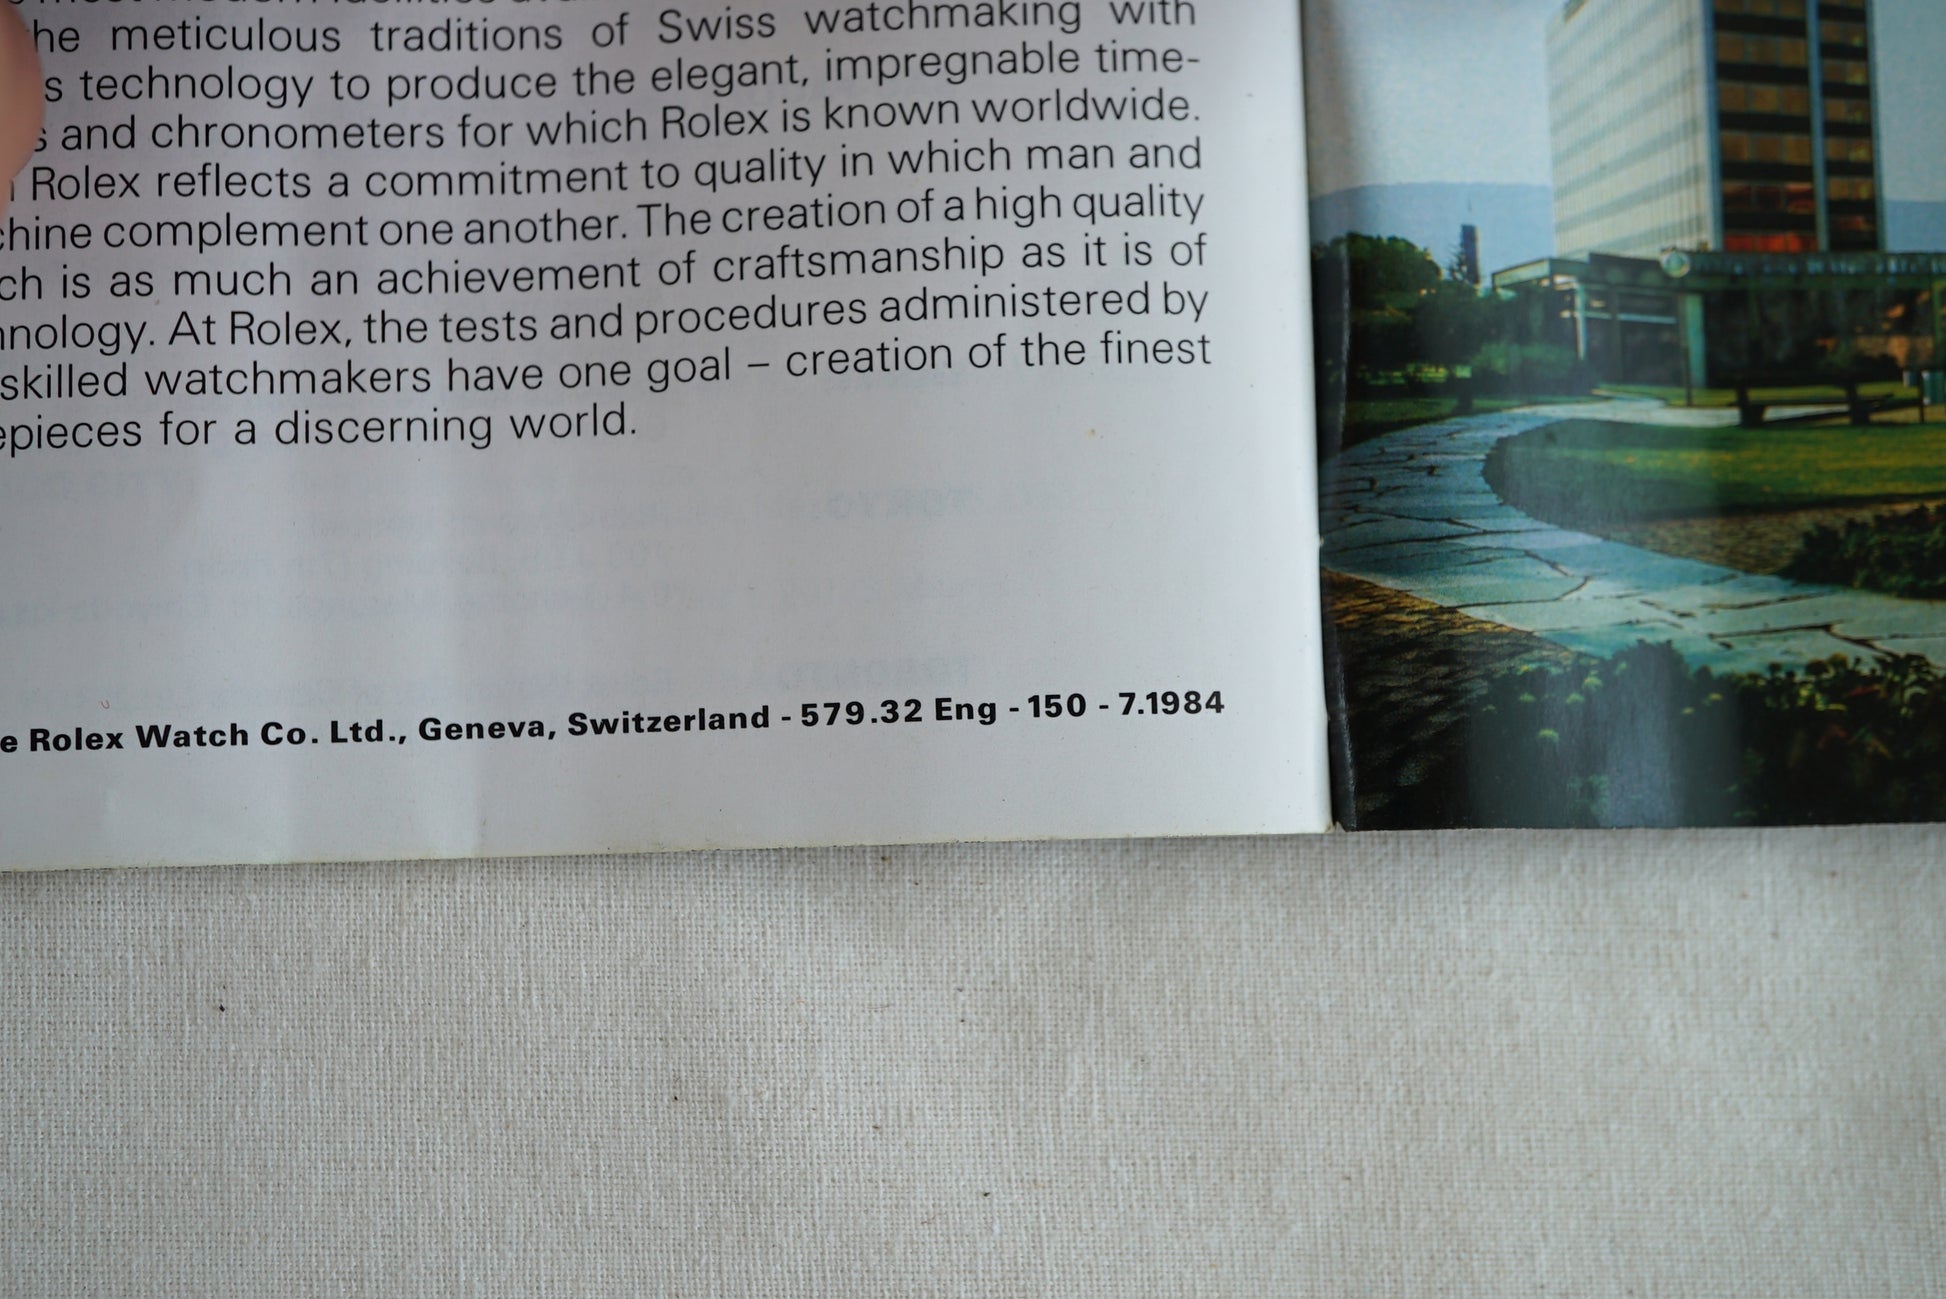 he meticulous traditions of Swiss watchmaking with
s technology to produce the elegant, impregnable time-
s and chronometers for which Rolex is known worldwide.
Rolex reflects a commitment to quality in which man and
chine complement one another. The creation of a high quality
ch is as much an achievement of craftsmanship as it is of
nology. At Rolex, the tests and procedures administered by
skilled watchmakers have one goal – creation of the finest
epieces for a discerning world.
e Rolex Watch Co. Ltd., Geneva, Switzerland - 579.32 Eng - 150 - 7.1984